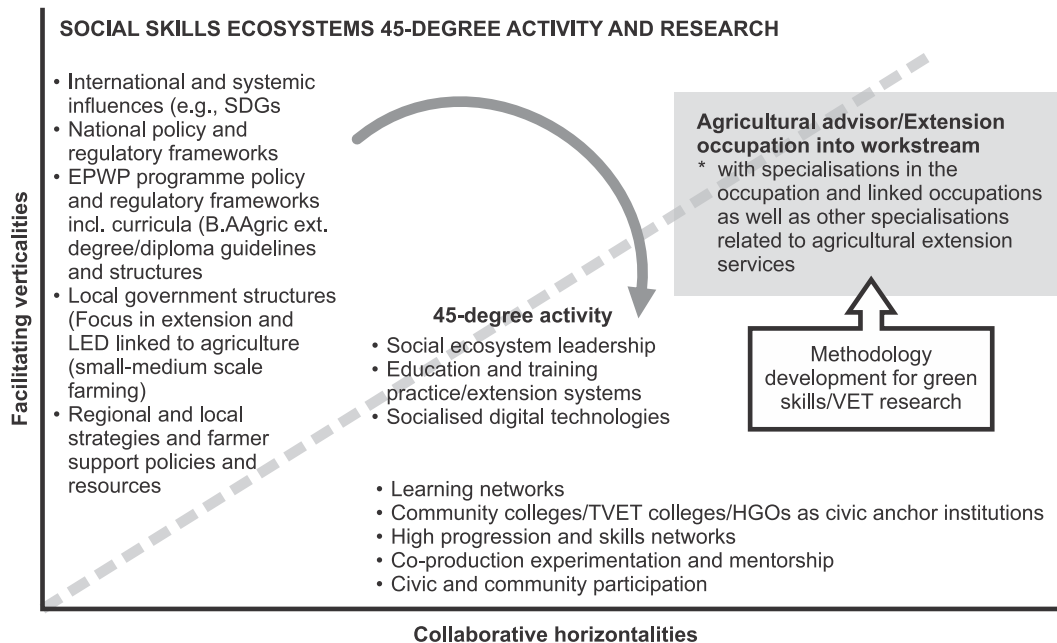 SOCIAL SKILLS ECOSYSTEMS 45-DEGREE ACTIVITY AND RESEARCH
Facilitating verticalities
• International and systemic
influences (e.g., SDGs
• National policy and
regulatory frameworks
• EPWP programme policy
and regulatory frameworks
incl. curricula (B.AAgric ext.
degree/diploma guidelines
and structures
• Local government structures
(Focus in extension and
LED linked to agriculture
(small-medium scale
farming)
• Regional and local
strategies and farmer
support policies and
resources
45-degree activity
• Social ecosystem leadership
• Education and training
practice/extension systems
• Socialised digital technologies
Agricultural advisor/Extension
occupation into workstream
* with specialisations in the
occupation and linked occupations
as well as other specialisations
related to agricultural extension
services
Methodology
development for green
skills/VET research
• Learning networks
• Community colleges/TVET colleges/HGOs as civic anchor institutions
• High progression and skills networks
• Co-production experimentation and mentorship
• Civic and community participation
Collaborative horizontalities